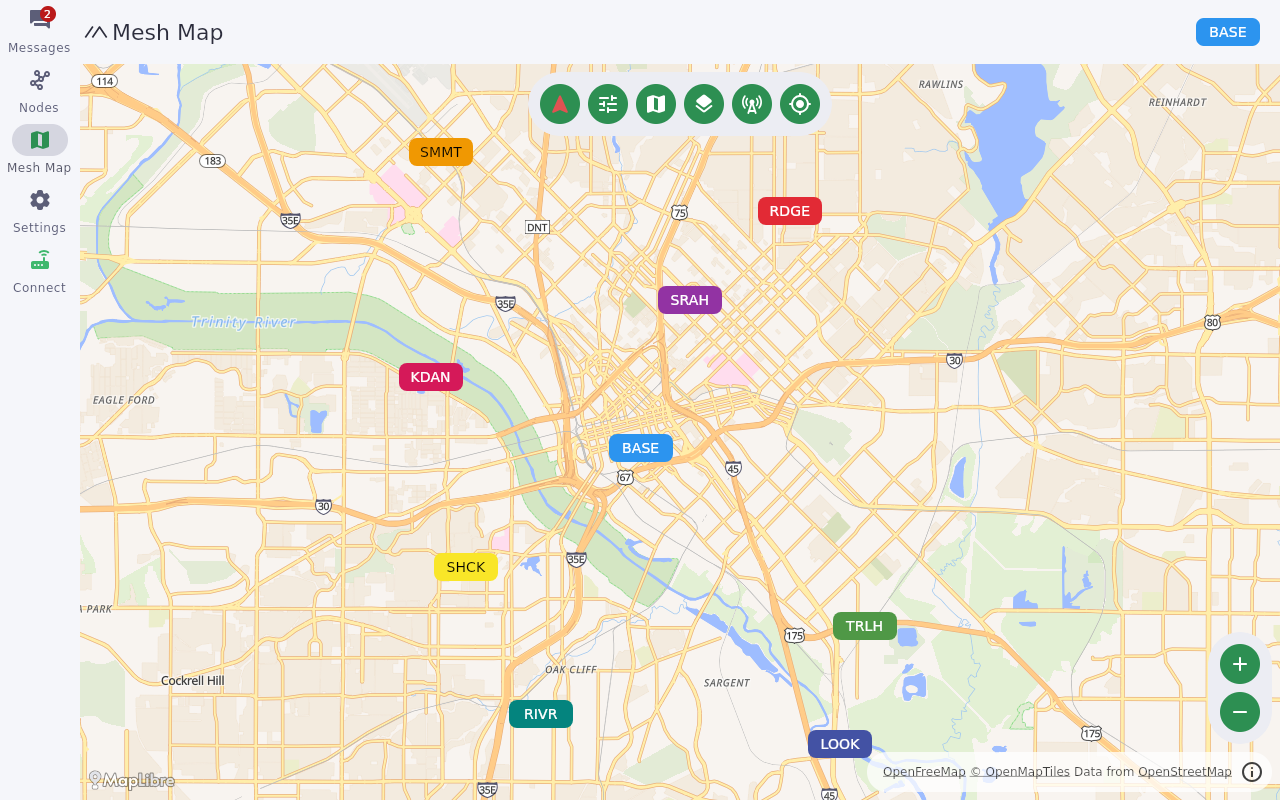 2
Messages
Nodes
Mesh Map
Settings
Connect
Mesh Map
BASE
114
RAWLINS
REINHARDT
SMMT
183
RDGE
75
35E
DNT
SRAH
35E
Trinity River
80
30
KDAN
EAGLE FORD
BASE
45
67
30
35E
SHCK
A PARK
TRLH
175
OAK CLIFF
Cockrell Hill
SARGENT
RIVR
175
LOOK
OpenFreeMap © OpenMapTiles Data from OpenStreetMap
MapLibre
35E
45